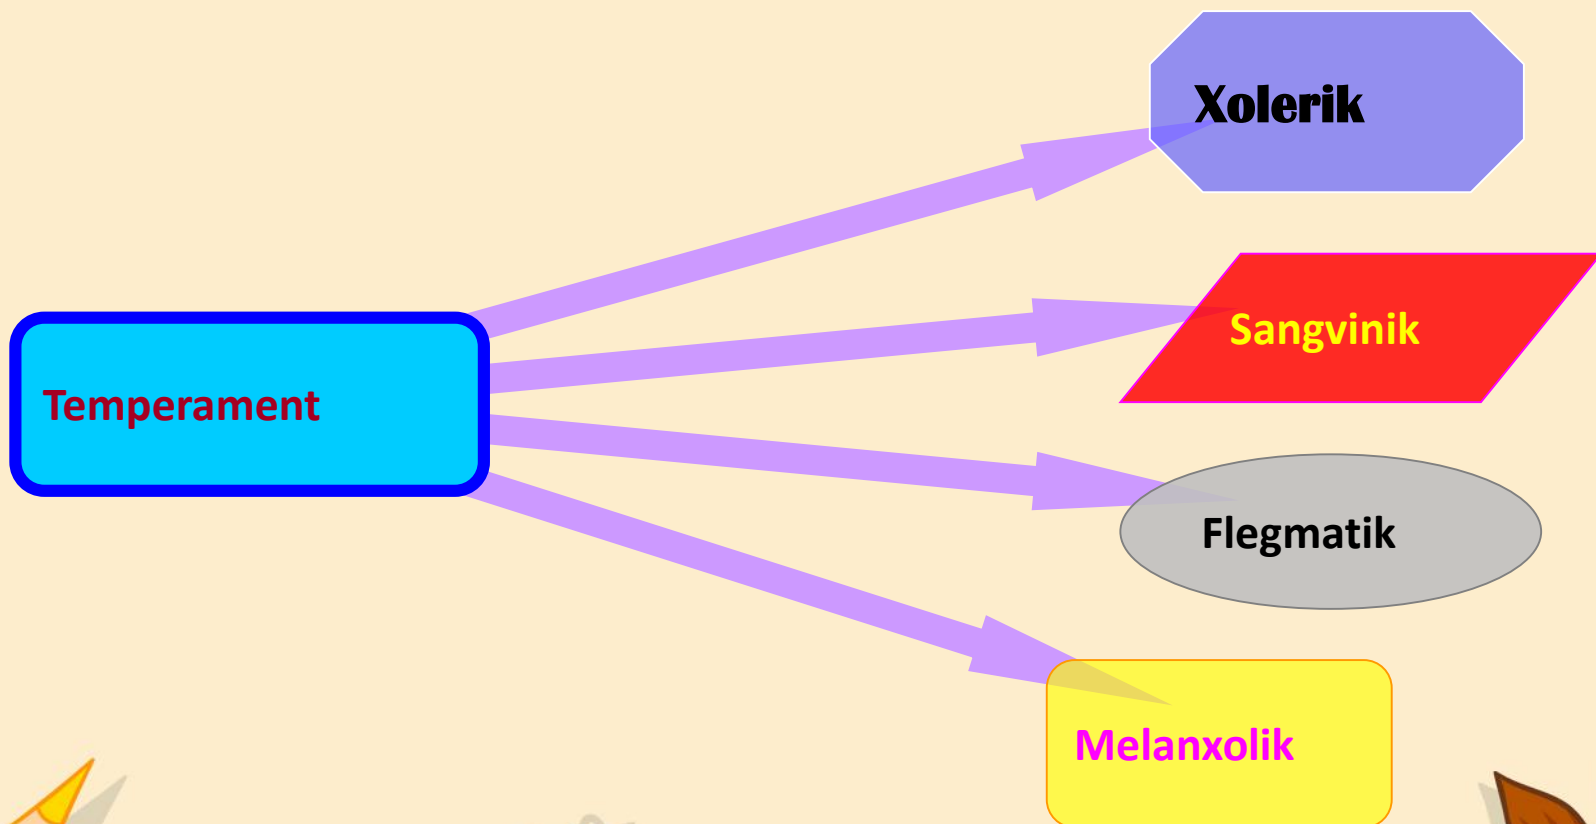 Xolerik
Sangvinik
Temperament
Flegmatik
Melanxolik